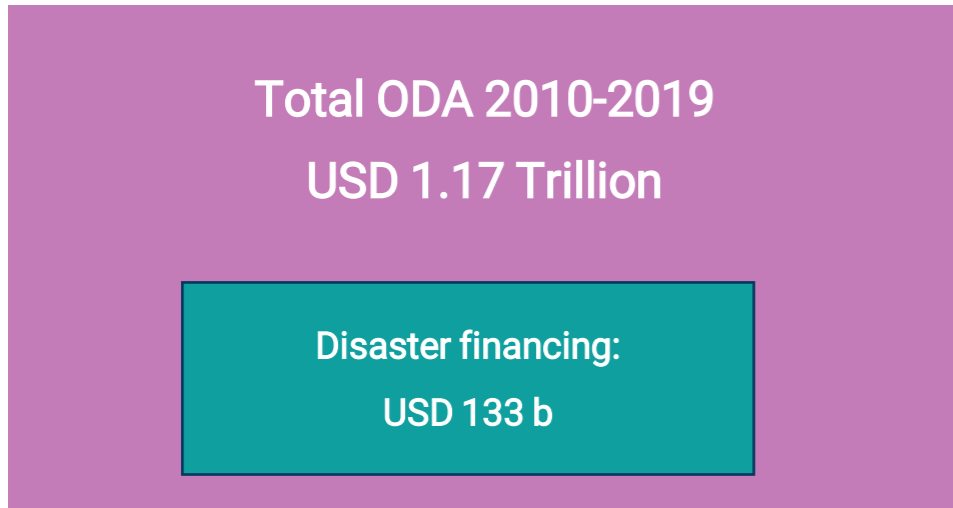 Total ODA 2010-2019
USD 1.17 Trillion
Disaster financing:
USD 133 b